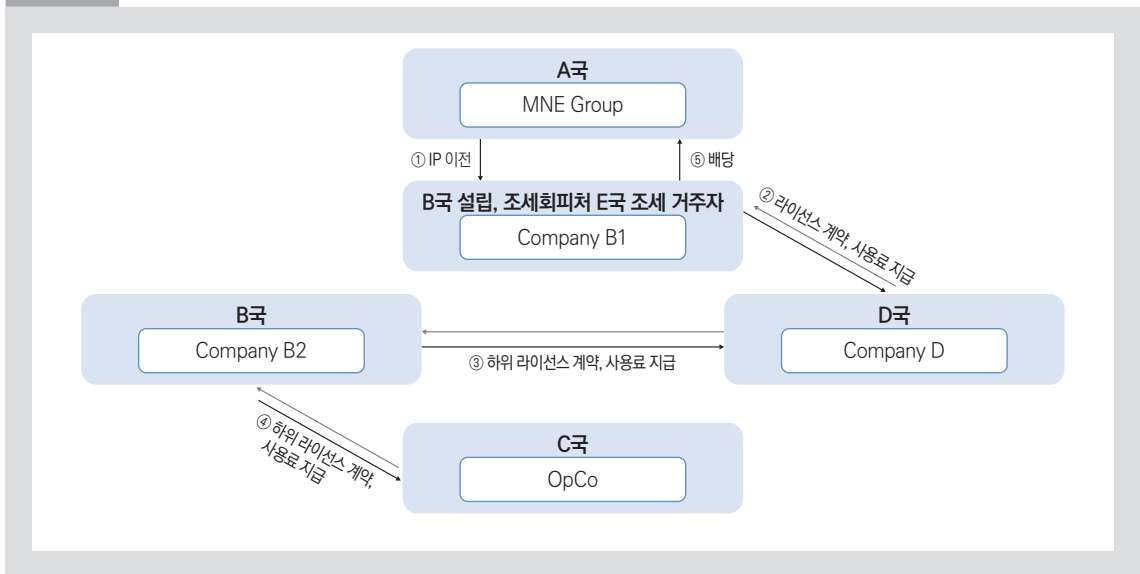 A국
MNE Group
① IP 이전
⑤ 배당
B국 설립, 조세회피처 E국 조세 거주자
Company B1
② 라이선스 계약, 사용료 지급
B국
Company B2
③ 하위 라이선스 계약, 사용료 지급
D국
Company D
④ 하위 라이선스 계약,
사용료 지급
C국
OpCo